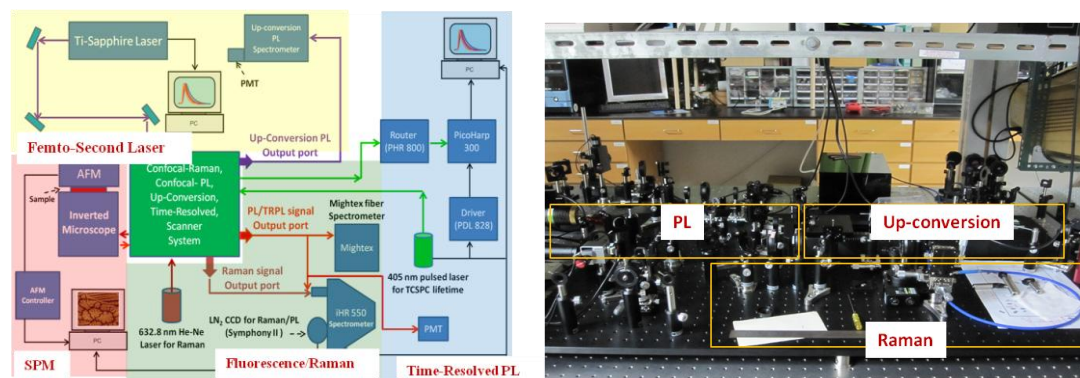 Ti-Sapphire Laser
PC
Up-conversion
PL
Spectrometer
PMT
Femto-Second Laser
Up-Conversion PL
Output port
PC
Router
(PHR 800)
PicoHarp
300
Driver
(PDL 828)
405 nm pulsed laser
for TCSPC lifetime
PMT
Time-Resolved PL
AFM
Sample
Inverted
Microscope
AFM
Controller
PC
SPM
Confocal-Raman,
Confocal- PL,
Up-Conversion,
Time-Resolved,
Scanner
System
PL/TRPL signal
Output port
Mightex fiber
Spectrometer
Mightex
Raman signal
Output port
632.8 nm He-Ne
Laser for Raman
LN₂ CCD for Raman/PL
(Symphony II )
iHR 550
Spectrometer
Fluorescence/Raman
PL
Up-conversion
Raman